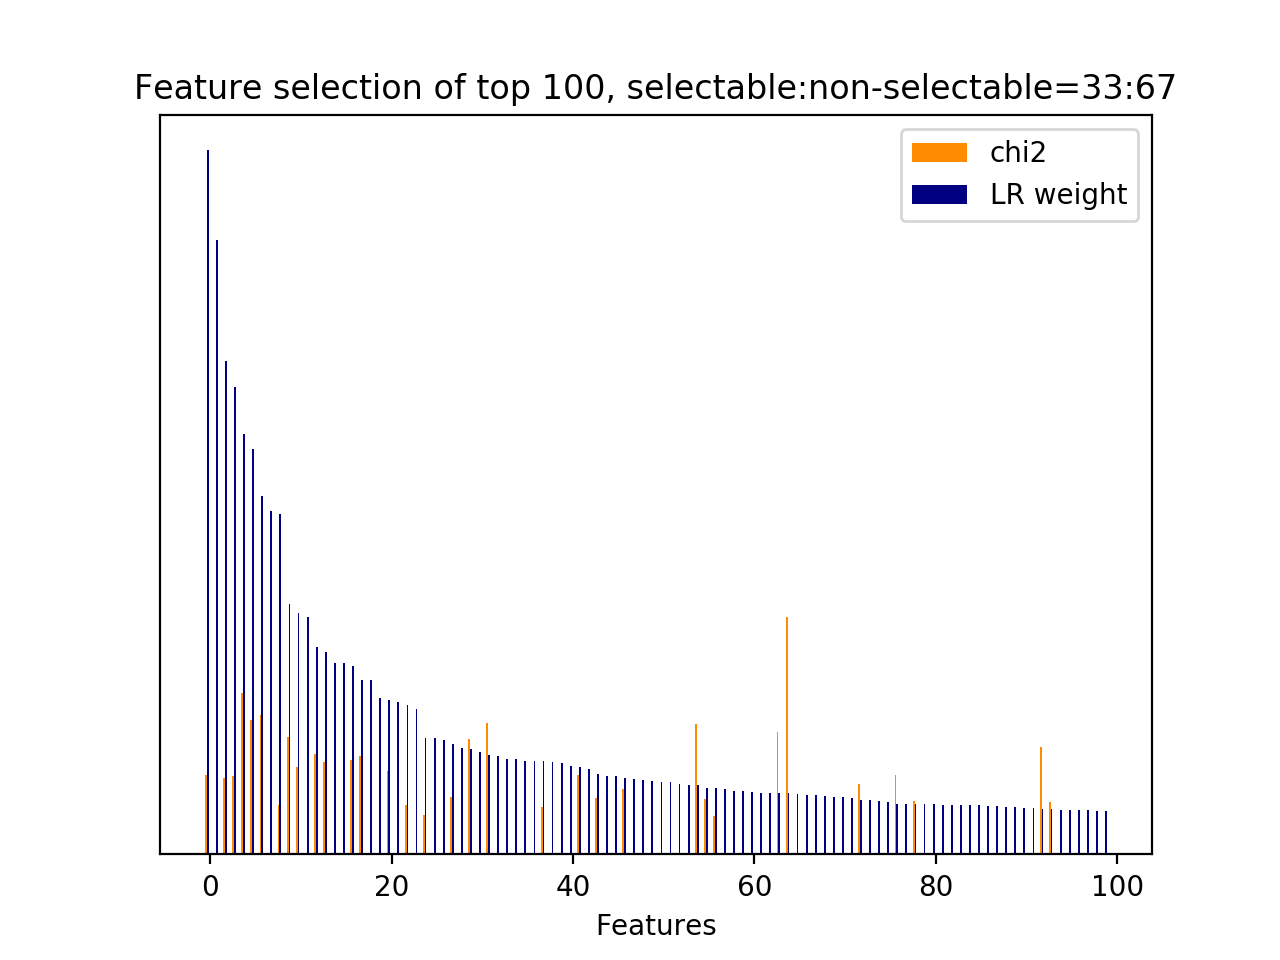 Feature selection of top 100, selectable:non-selectable=33:67
chi2
LR weight
0 20 40 60 80 100
Features